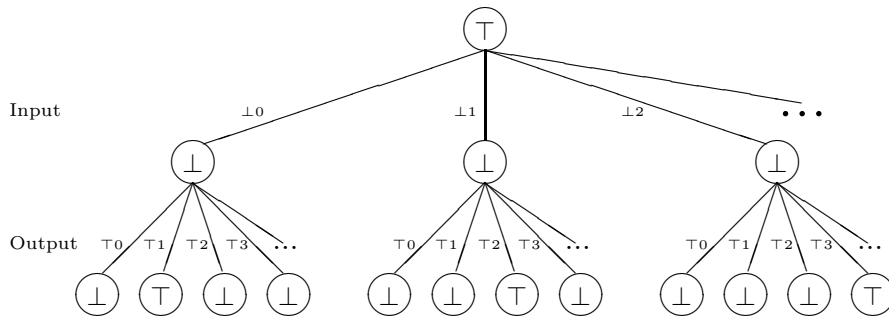 ⊤
Input ⊥0 ⊥1 ⊥2 •••
⊥ ⊥ ⊥
Output ⊤0 ⊤1 ⊤2 ⊤3 ... ⊤0 ⊤1 ⊤2 ⊤3 ... ⊤0 ⊤1 ⊤2 ⊤3 ...
⊥ ⊤ ⊥ ⊥ ⊥ ⊥ ⊤ ⊥ ⊥ ⊥ ⊥ ⊤